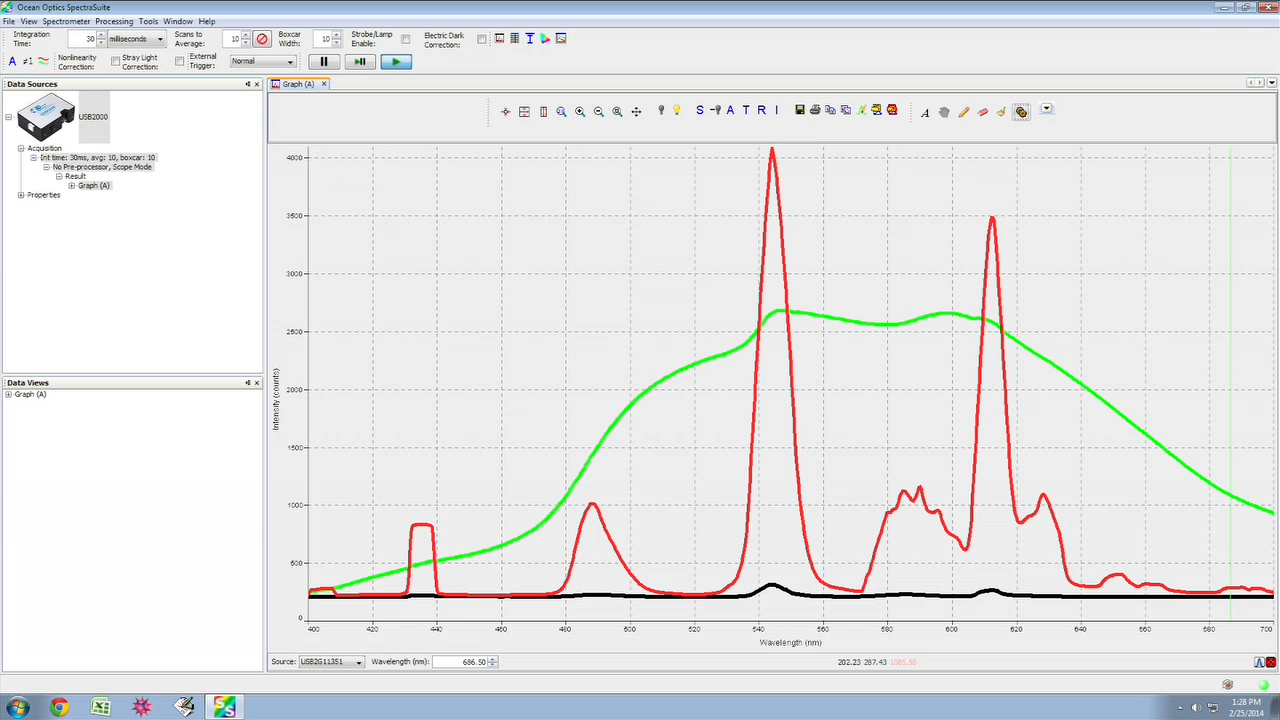 Ocean Optics SpectraSuite
File View Spectrometer Processing Tools Window Help
Integration Time: 30 miliseconds Scans to Average: 10 Boxcar Width: 10 Strobe/Lamp Enable: Electric Dark Correction:
A ≠1 Nonlinearity Correction: Stray Light Correction: External Trigger: Normal
Data Sources
Graph (A)
USB2000
S A T R I
A
Acquisition
Int time: 30ms, avg: 10, boxcar: 10
No Pre-processor, Scope Mode
Result
Graph (A)
Properties
Data Views
Graph (A)
4000
3500
3000
2500
2000
1500
1000
500
0
Intensity (counts)
400 420 440 460 480 500 520 540 560 580 600 620 640 660 680 700
Wavelength (nm)
Source: USB2G11351 Wavelength (nm): 686.50 202.23 287.43 1085.58
S S
1:28 PM
2/25/2014